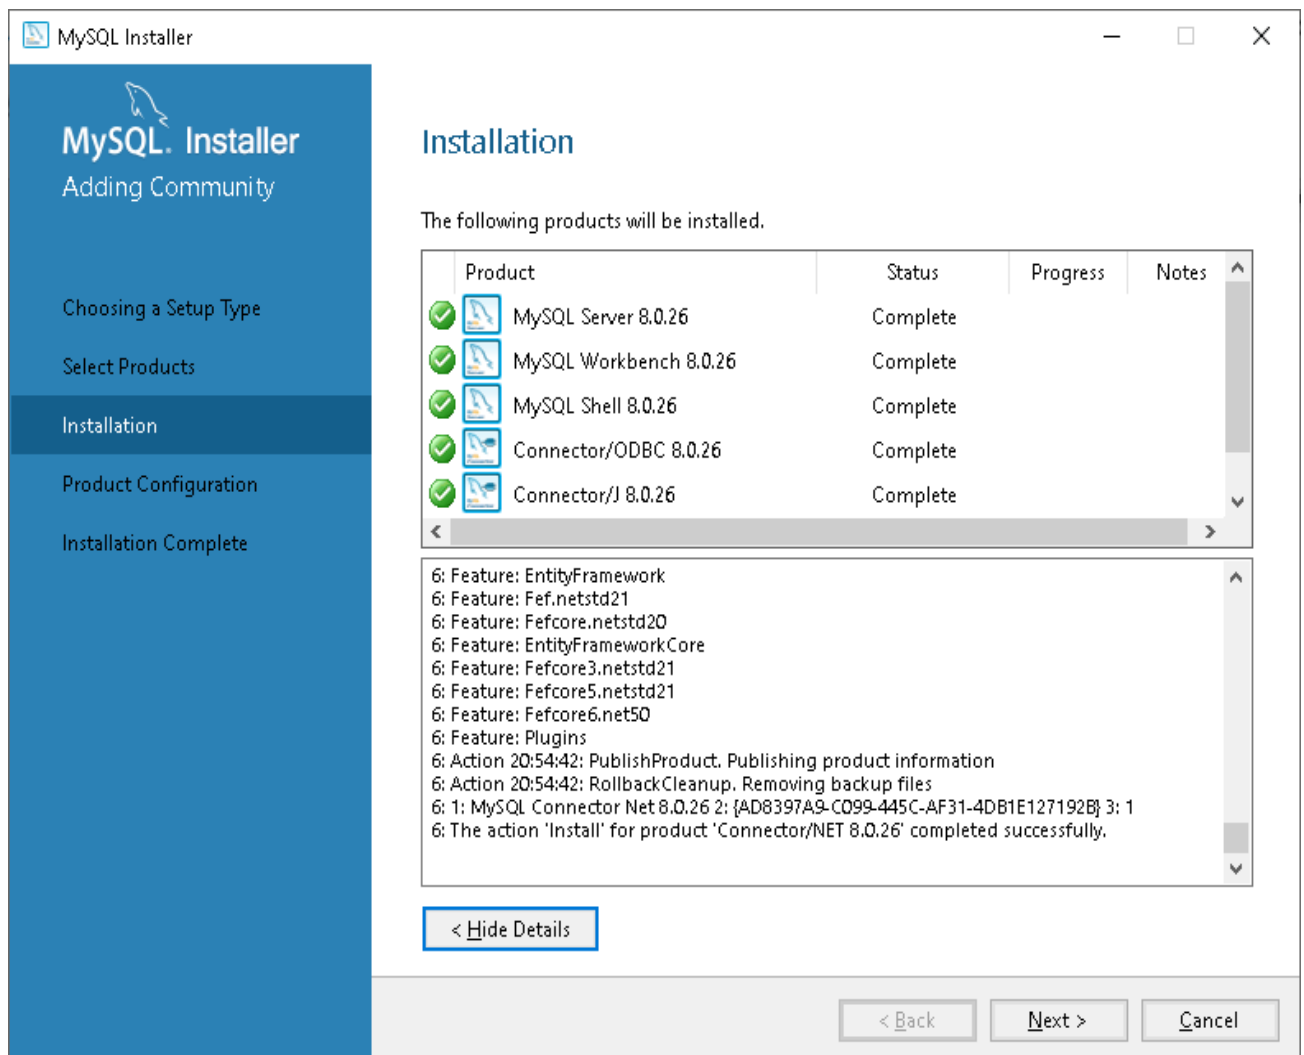 MySQL Installer
MySQL. Installer
Adding Community
Choosing a Setup Type
Select Products
Installation
Product Configuration
Installation Complete
Installation
The following products will be installed.
Product Status Progress Notes
MySQL Server 8.0.26 Complete
MySQL Workbench 8.0.26 Complete
MySQL Shell 8.0.26 Complete
Connector/ODBC 8.0.26 Complete
Connector/J 8.0.26 Complete
6: Feature: EntityFramework
6: Feature: Fef.netstd21
6: Feature: Fefcore.netstd20
6: Feature: EntityFrameworkCore
6: Feature: Fefcore3.netstd21
6: Feature: Fefcore5.netstd21
6: Feature: Fefcore6.net50
6: Feature: Plugins
6: Action 20:54:42: PublishProduct. Publishing product information
6: Action 20:54:42: RollbackCleanup. Removing backup files
6: 1: MySQL Connector Net 8.0.26 2: {AD8397A9-C099-445C-AF31-4DB1E127192B} 3: 1
6: The action 'Install' for product 'Connector/NET 8.0.26' completed successfully.
< Hide Details
< Back Next > Cancel